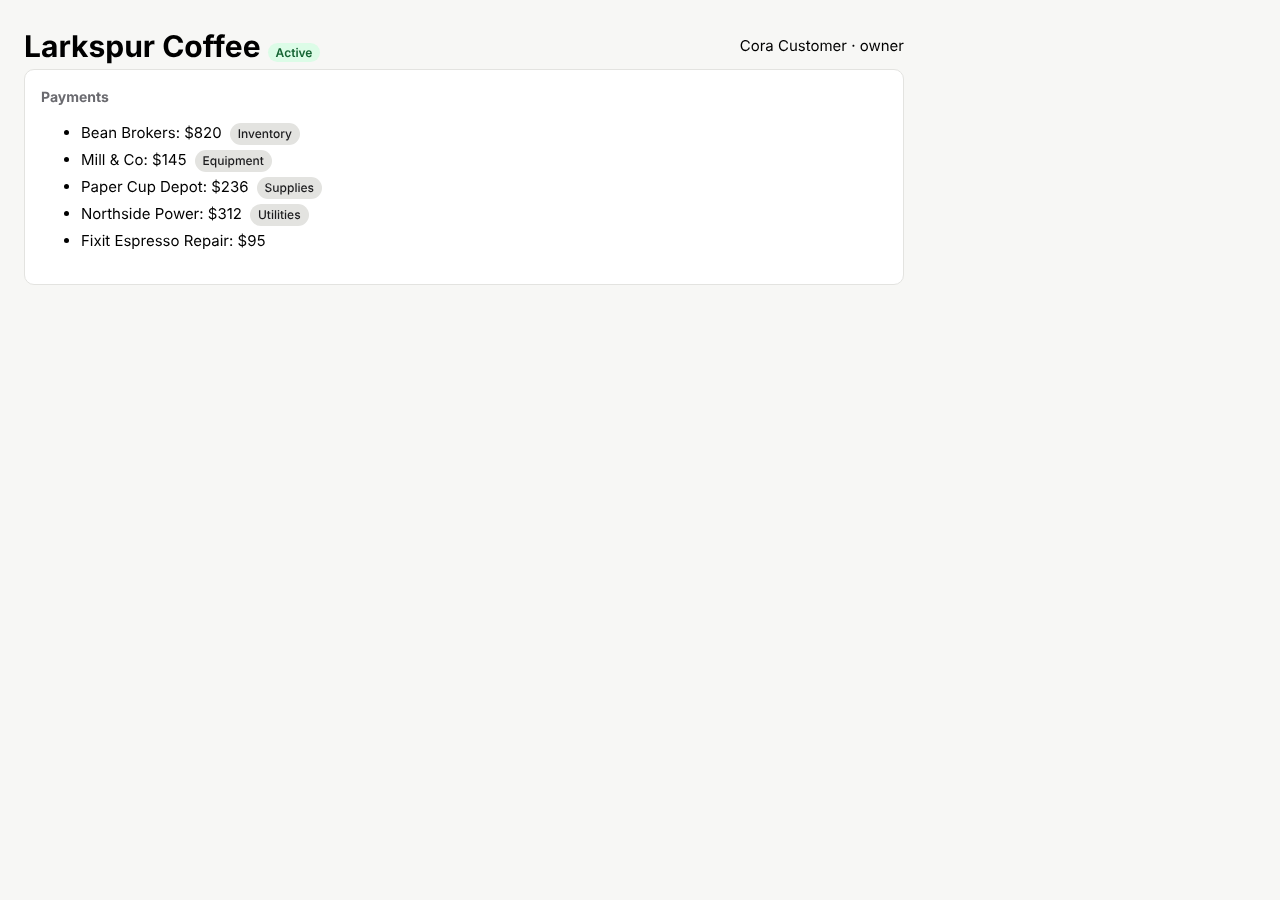 Larkspur Coffee Active
Cora Customer · owner
Payments
Bean Brokers: $820 Inventory
Mill & Co: $145 Equipment
Paper Cup Depot: $236 Supplies
Northside Power: $312 Utilities
Fixit Espresso Repair: $95